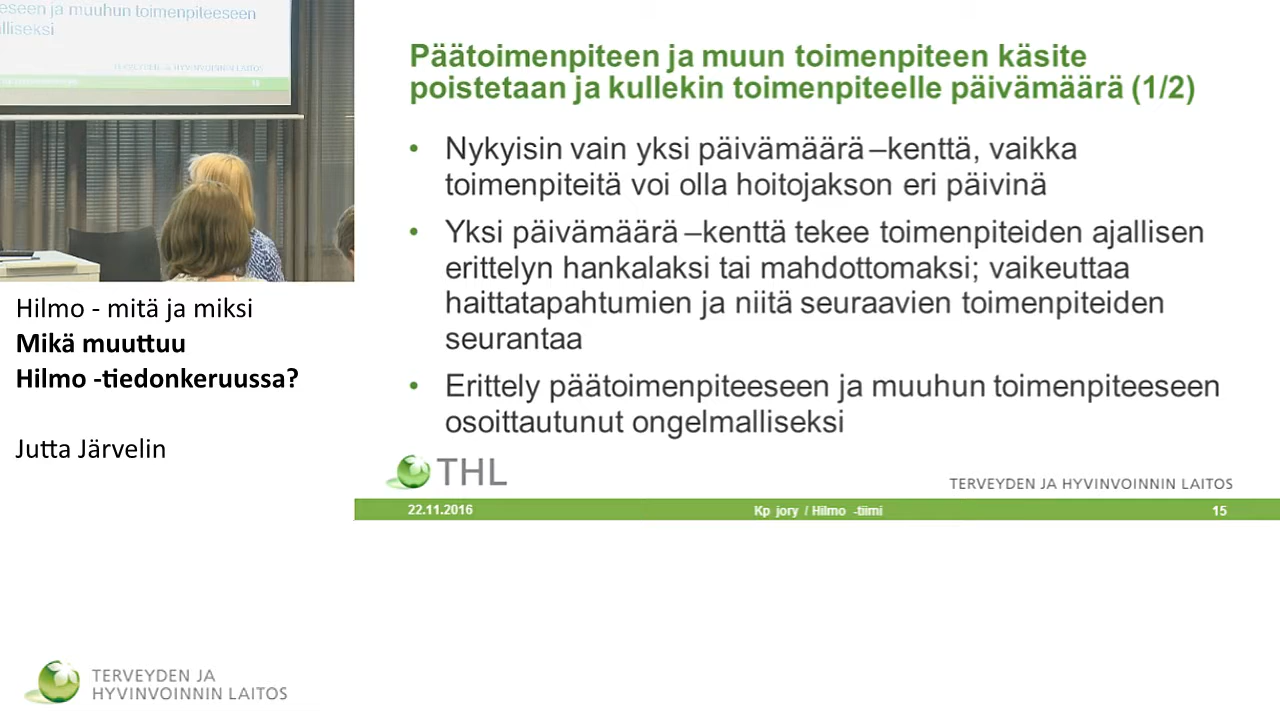 eseen ja muuhun toimenpiteeseen
lliseksi
Päätoimenpiteen ja muun toimenpiteen käsite
poistetaan ja kullekin toimenpiteelle päivämäärä (1/2)
• Nykyisin vain yksi päivämäärä –kenttä, vaikka
toimenpiteitä voi olla hoitojakson eri päivinä
• Yksi päivämäärä –kenttä tekee toimenpiteiden ajallisen
erittelyn hankalaksi tai mahdottomaksi; vaikeuttaa
haittatapahtumien ja niitä seuraavien toimenpiteiden
seurantaa
• Erittely päätoimenpiteeseen ja muuhun toimenpiteeseen
osoittautunut ongelmalliseksi
THL
TERVEYDEN JA HYVINVOINNIN LAITOS
22.11.2016 Kp jory / Hilmo -tiimi 15
Hilmo - mitä ja miksi
Mikä muuttuu
Hilmo -tiedonkeruussa?
Jutta Järvelin
TERVEYDEN JA
HYVINVOINNIN LAITOS